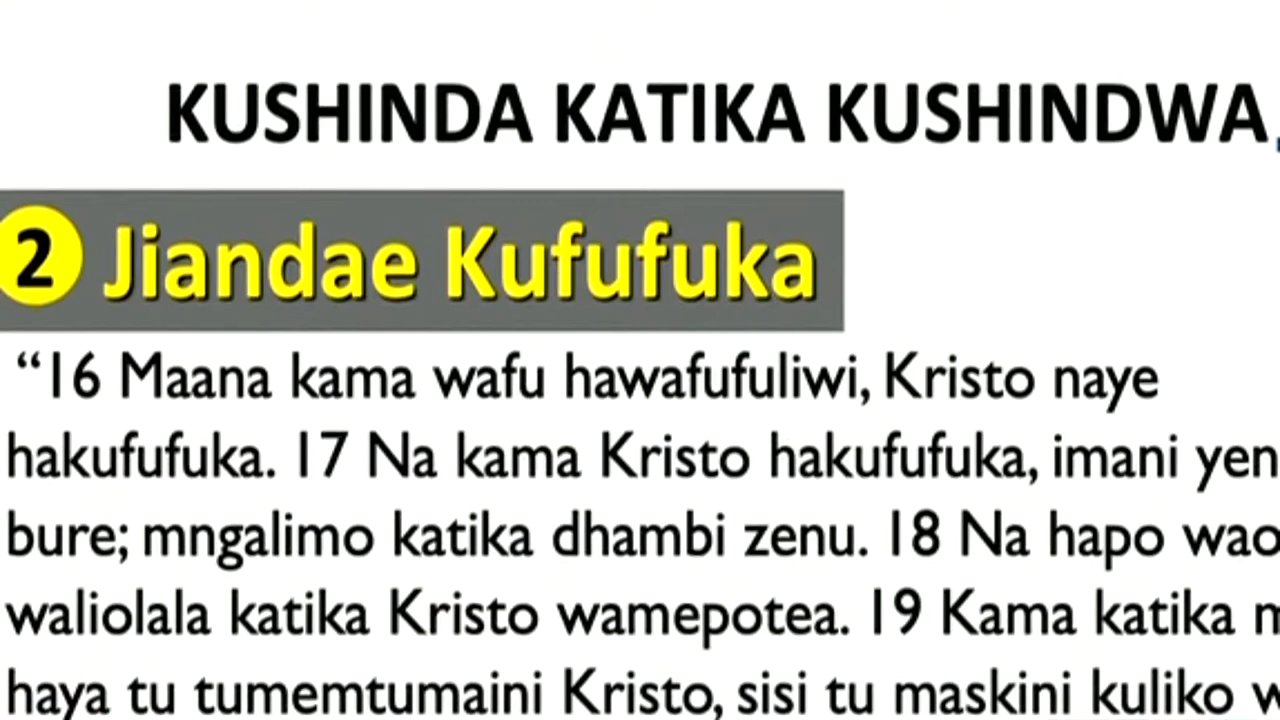 KUSHINDA KATIKA KUSHINDWA
2 Jiandae Kufufuka
“16 Maana kama wafu hawafufuliwi, Kristo naye
hakufufuka. 17 Na kama Kristo hakufufuka, imani
bure; mngalimo katika dhambi zenu. 18 Na hapo wao
waliolala katika Kristo wamepotea. 19 Kama katika
haya tu tumemtumaini Kristo, sisi tu maskini kuliko